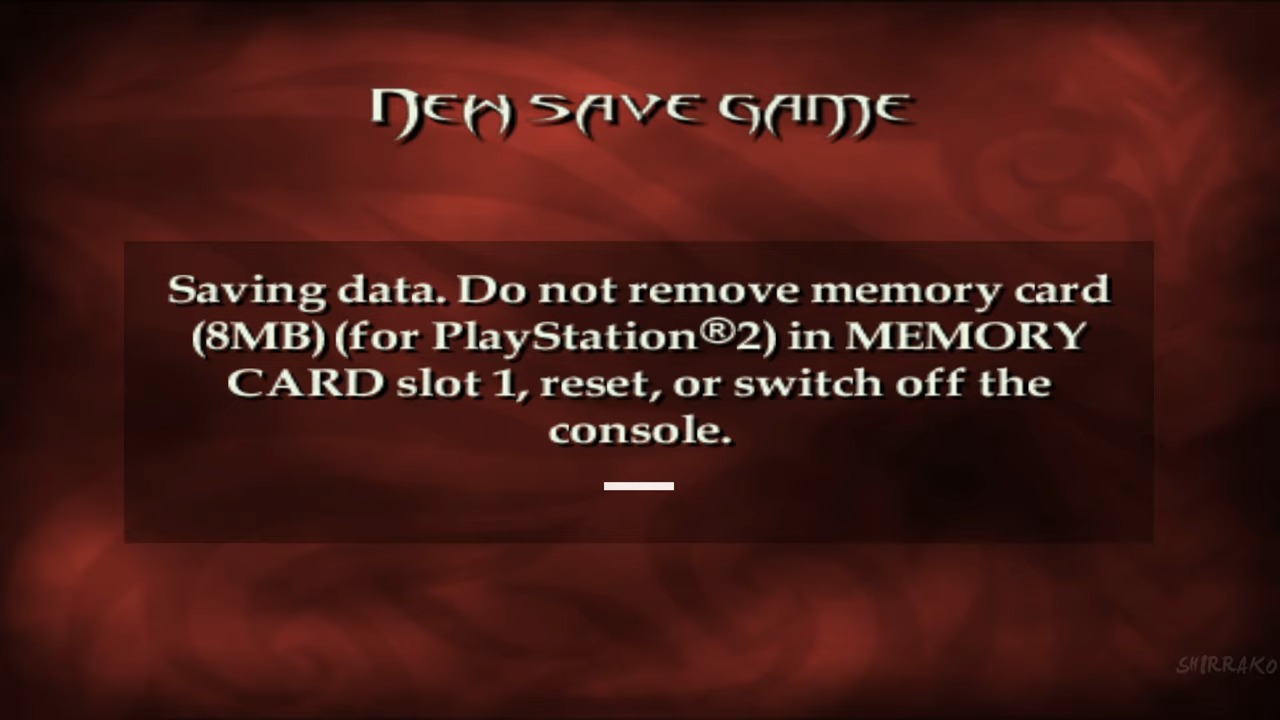 NEW SAVE GAME
Saving data. Do not remove memory card
(8MB) (for PlayStation®2) in MEMORY
CARD slot 1, reset, or switch off the
console.
SHIRRAKO